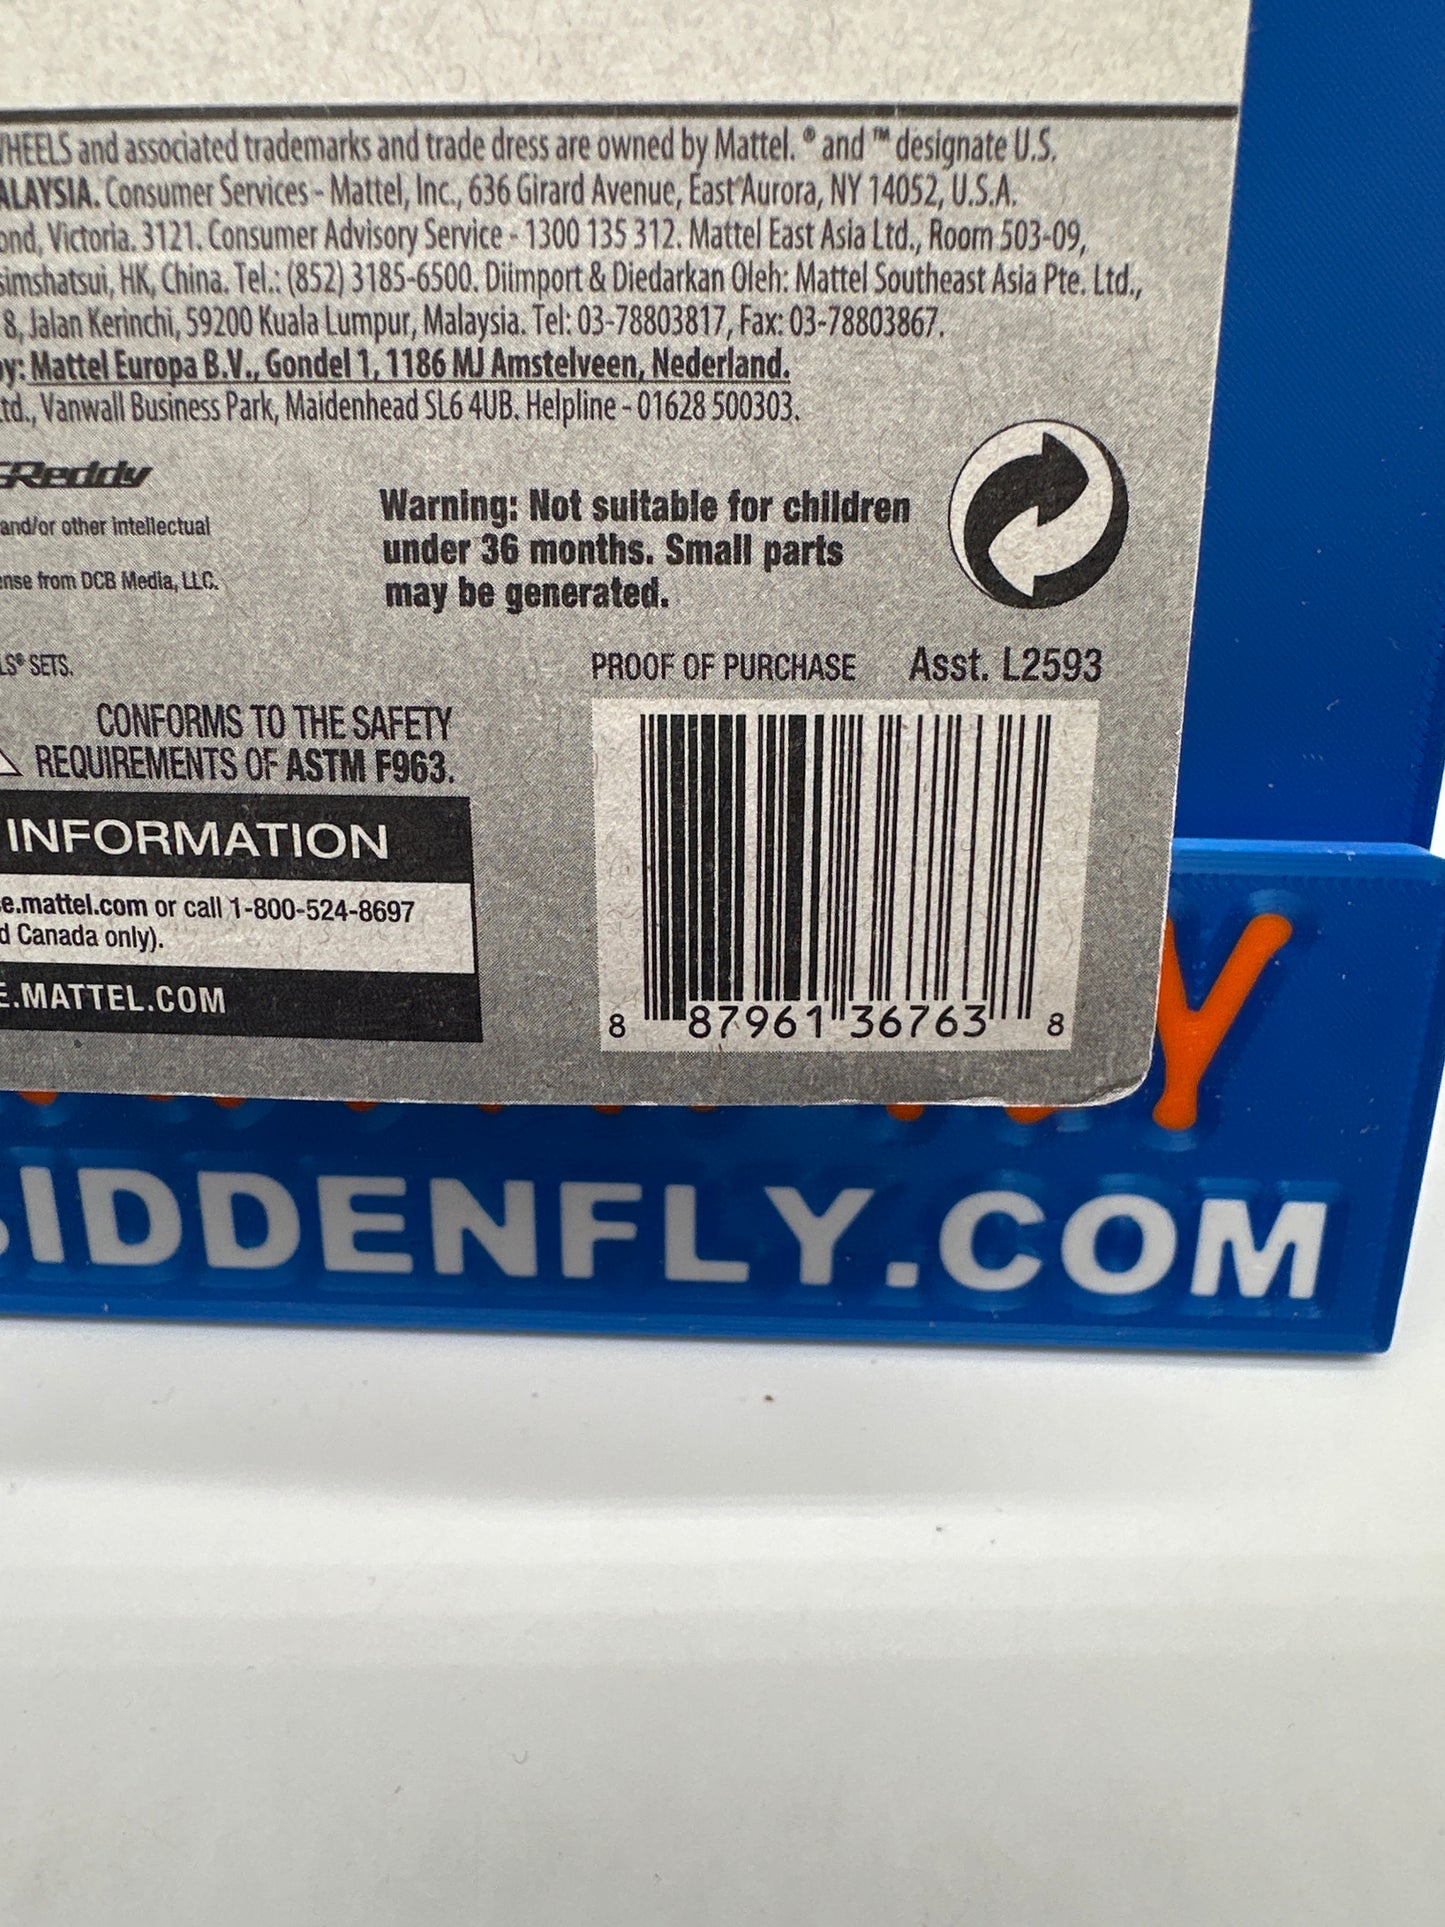 WHEELS and associated trademarks and trade dress are owned by Mattel. ® and ™ designate U.S.
ALAYSIA. Consumer Services - Mattel, Inc., 636 Girard Avenue, East Aurora, NY 14052, U.S.A.
ond, Victoria. 3121. Consumer Advisory Service - 1300 135 312. Mattel East Asia Ltd., Room 503-09,
simshatsui, HK, China. Tel.: (852) 3185-6500. Diimport & Diedarkan Oleh: Mattel Southeast Asia Pte. Ltd.,
8, Jalan Kerinchi, 59200 Kuala Lumpur, Malaysia. Tel: 03-78803817, Fax: 03-78803867.
by: Mattel Europa B.V., Gondel 1, 1186 MJ Amstelveen, Nederland.
Ltd., Vanwall Business Park, Maidenhead SL6 4UB. Helpline - 01628 500303.
GReddy
and/or other intellectual
ense from DCB Media, LLC.
Warning: Not suitable for children
under 36 months. Small parts
may be generated.
LS® SETS.
PROOF OF PURCHASE Asst. L2593
CONFORMS TO THE SAFETY
REQUIREMENTS OF ASTM F963.
INFORMATION
e.mattel.com or call 1-800-524-8697
d Canada only).
E.MATTEL.COM
8 87961 36763 8
Y
SIDDENFLY.COM